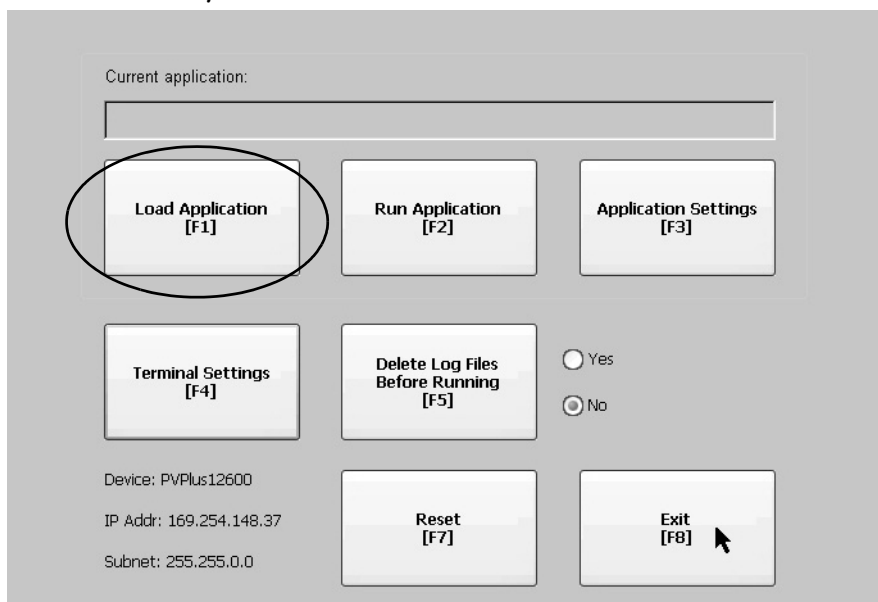 Current application:
Load Application
[F1]
Run Application
[F2]
Application Settings
[F3]
Terminal Settings
[F4]
Delete Log Files
Before Running
[F5]
Yes
No
Device: PVPlus12600
IP Addr: 169.254.148.37
Subnet: 255.255.0.0
Reset
[F7]
Exit
[F8]